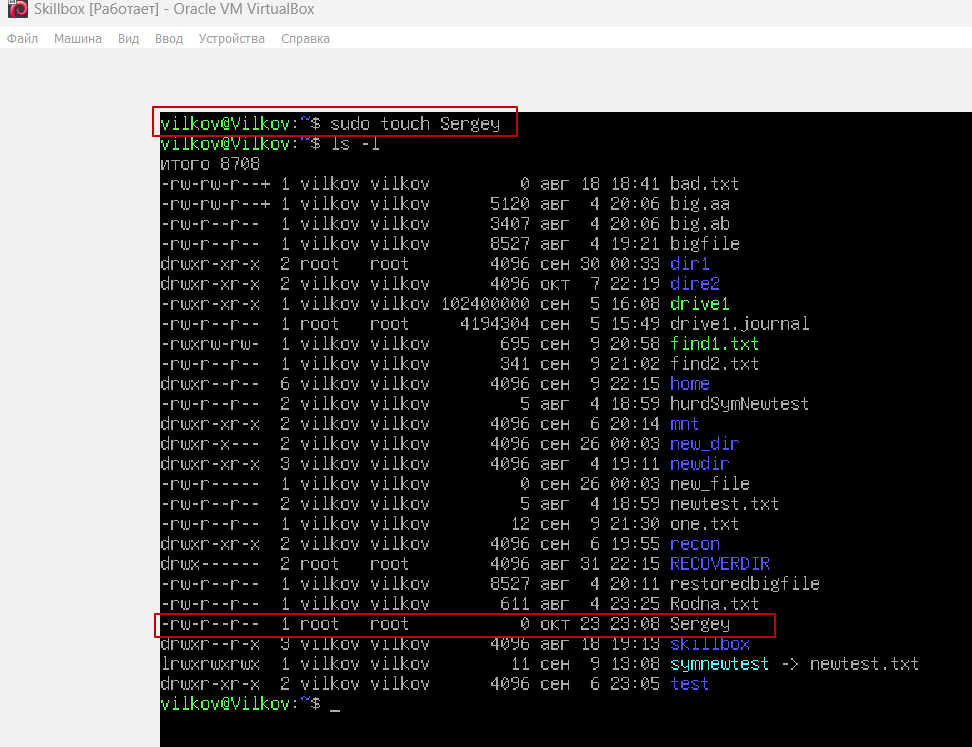 Skillbox [Работает] - Oracle VM VirtualBox
Файл Машина Вид Ввод Устройства Справка
vilkov@Vilkov:~$ sudo touch Sergey
vilkov@Vilkov:~$ ls -l
итого 8708
-rw-rw-r--+ 1 vilkov vilkov 0 авг 18 18:41 bad.txt
-rw-rw-r--+ 1 vilkov vilkov 5120 авг 4 20:06 big.aa
-rw-r--r-- 1 vilkov vilkov 3407 авг 4 20:06 big.ab
-rw-r--r-- 1 vilkov vilkov 8527 авг 4 19:21 bigfile
drwxr-xr-x 2 root root 4096 сен 30 00:33 dir1
drwxr-xr-x 2 vilkov vilkov 4096 окт 7 22:19 dire2
-rwxr-xr-x 1 vilkov vilkov 102400000 сен 5 16:08 drive1
-rw-r--r-- 1 root root 4194304 сен 5 15:49 drive1.journal
-rwxrw-rw- 1 vilkov vilkov 695 сен 9 20:58 find1.txt
-rw-r--r-- 1 vilkov vilkov 341 сен 9 21:02 find2.txt
drwxr--r-- 6 vilkov vilkov 4096 сен 9 22:15 home
-rw-r--r-- 2 vilkov vilkov 5 авг 4 18:59 hurdSymNewtest
drwxr-xr-x 2 vilkov vilkov 4096 сен 6 20:14 mnt
drwxr-x--- 2 vilkov vilkov 4096 сен 26 00:03 new_dir
drwxr-xr-x 3 vilkov vilkov 4096 авг 4 19:11 newdir
-rw-r----- 1 vilkov vilkov 0 сен 26 00:03 new_file
-rw-r--r-- 2 vilkov vilkov 5 авг 4 18:59 newtest.txt
-rw-r--r-- 1 vilkov vilkov 12 сен 9 21:30 one.txt
drwxr-xr-x 2 vilkov vilkov 4096 сен 6 19:55 recon
drwx------ 2 root root 4096 авг 31 22:15 RECOVERDIR
-rw-r--r-- 1 vilkov vilkov 8527 авг 4 20:11 restoredbigfile
-rw-r--r-- 1 vilkov vilkov 611 авг 4 23:25 Rodna.txt
-rw-r--r-- 1 root root 0 окт 23 23:08 Sergey
drwxr--r-x 3 vilkov vilkov 4096 авг 18 19:13 skillbox
lrwxrwxrwx 1 vilkov vilkov 11 сен 9 13:08 symnewtest -> newtest.txt
drwxr-xr-x 2 vilkov vilkov 4096 сен 6 23:05 test
vilkov@Vilkov:~$ _